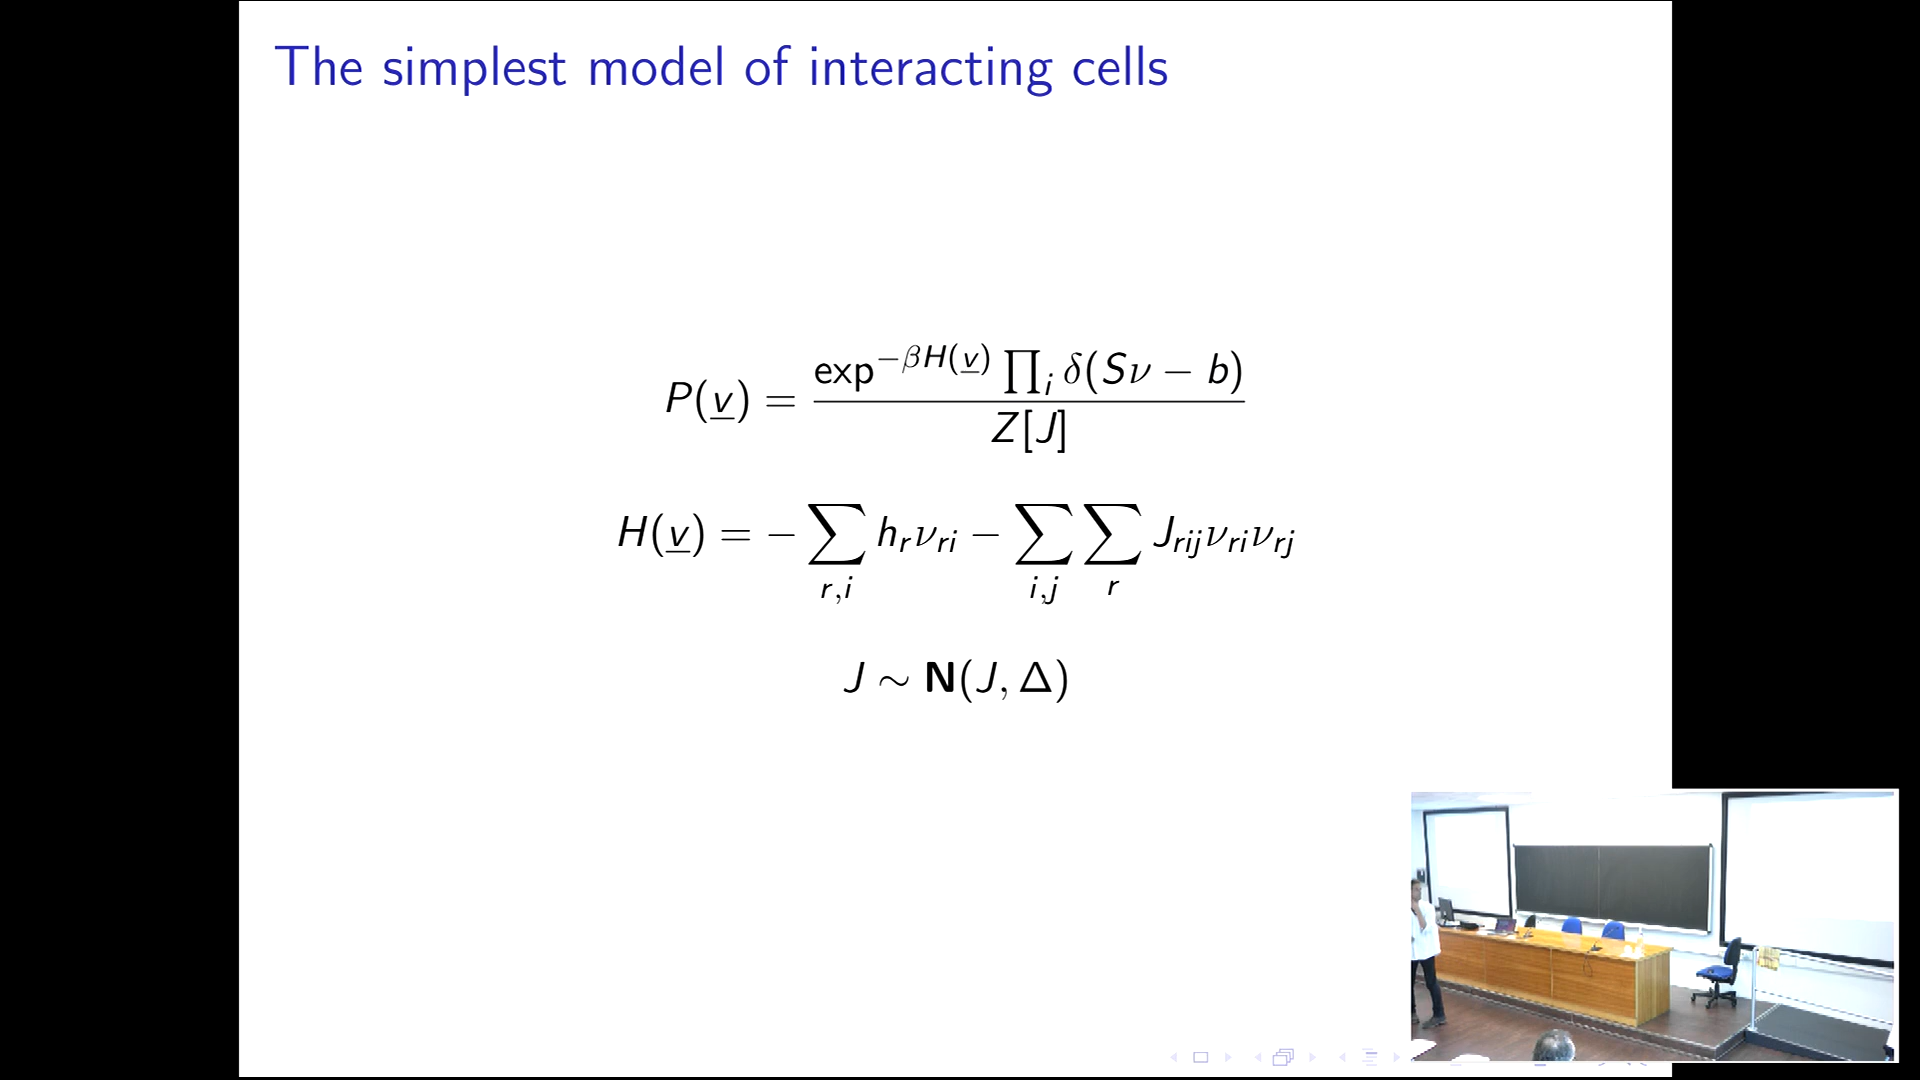 The simplest model of interacting cells
P(v̲) = exp^{−βH(v̲)} ∏_i δ(Sν − b) / Z[J]
H(v̲) = − ∑_{r,i} h_r ν_{ri} − ∑_{i,j} ∑_r J_{rij} ν_{ri} ν_{rj}
J ∼ N(J, Δ)